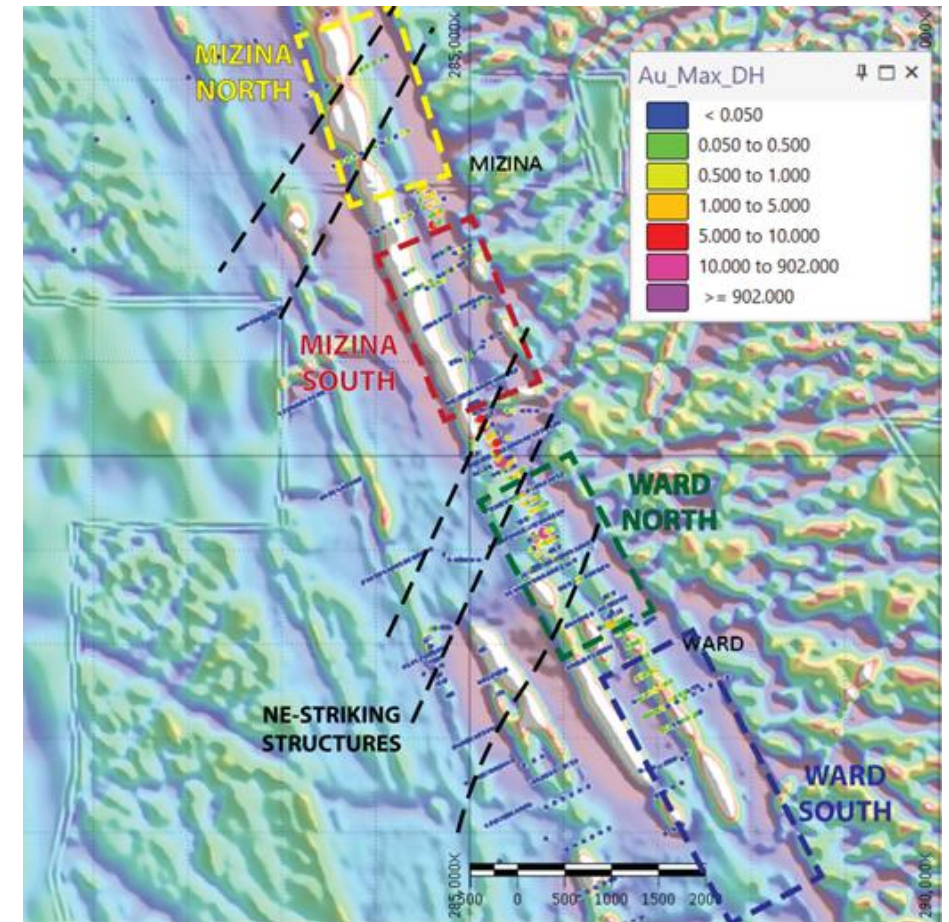 MIZINA
NORTH
285,000X
Au_Max_DH
< 0.050
0.050 to 0.500
0.500 to 1.000
1.000 to 5.000
5.000 to 10.000
10.000 to 902.000
>= 902.000
MIZINA
MIZINA
SOUTH
WARD
NORTH
WARD
NE-STRIKING
STRUCTURES
WARD
SOUTH
285,000X
290,000X
500 0 500 1000 1500 2000